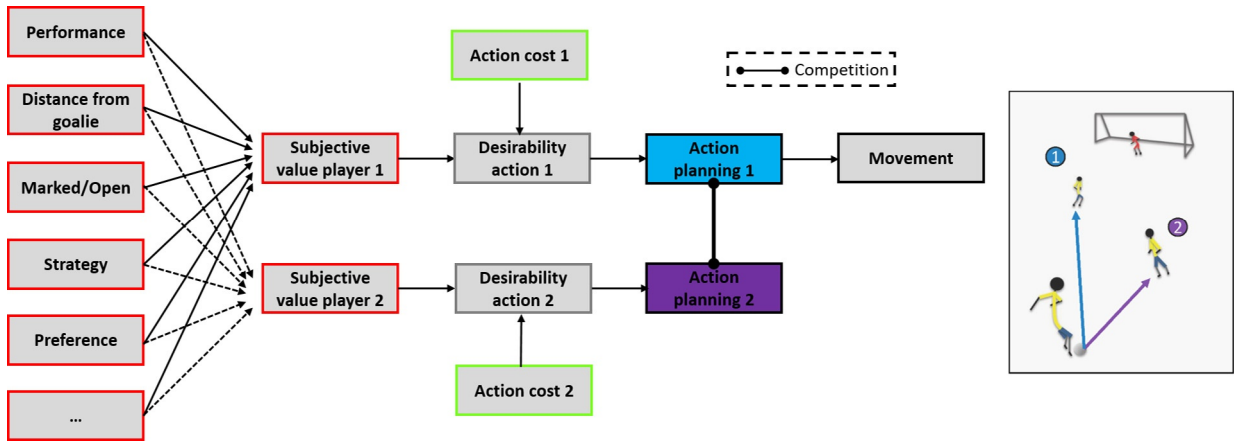 Performance
Distance from
goalie
Marked/Open
Strategy
Preference
...
Subjective
value player 1
Subjective
value player 2
Action cost 1
Desirability
action 1
Desirability
action 2
Action cost 2
Competition
Action
planning 1
Action
planning 2
Movement
1
2